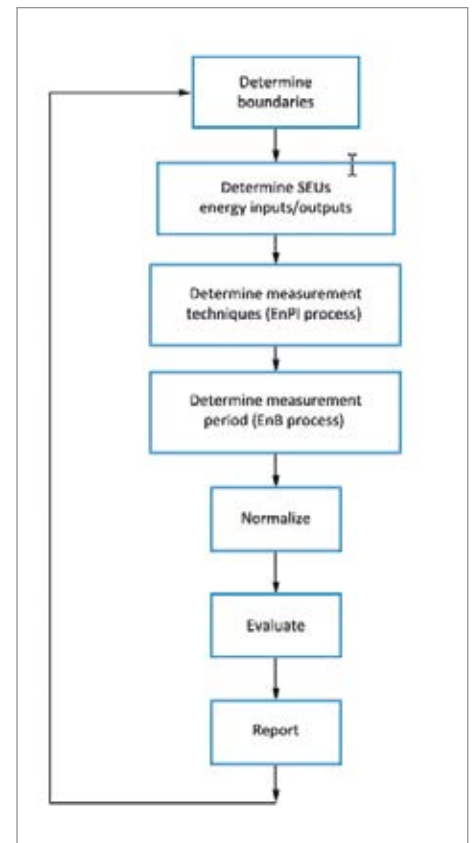 Determine
boundaries
Determine SEUs
energy inputs/outputs
Determine measurement
techniques (EnPI process)
Determine measurement
period (EnB process)
Normalize
Evaluate
Report